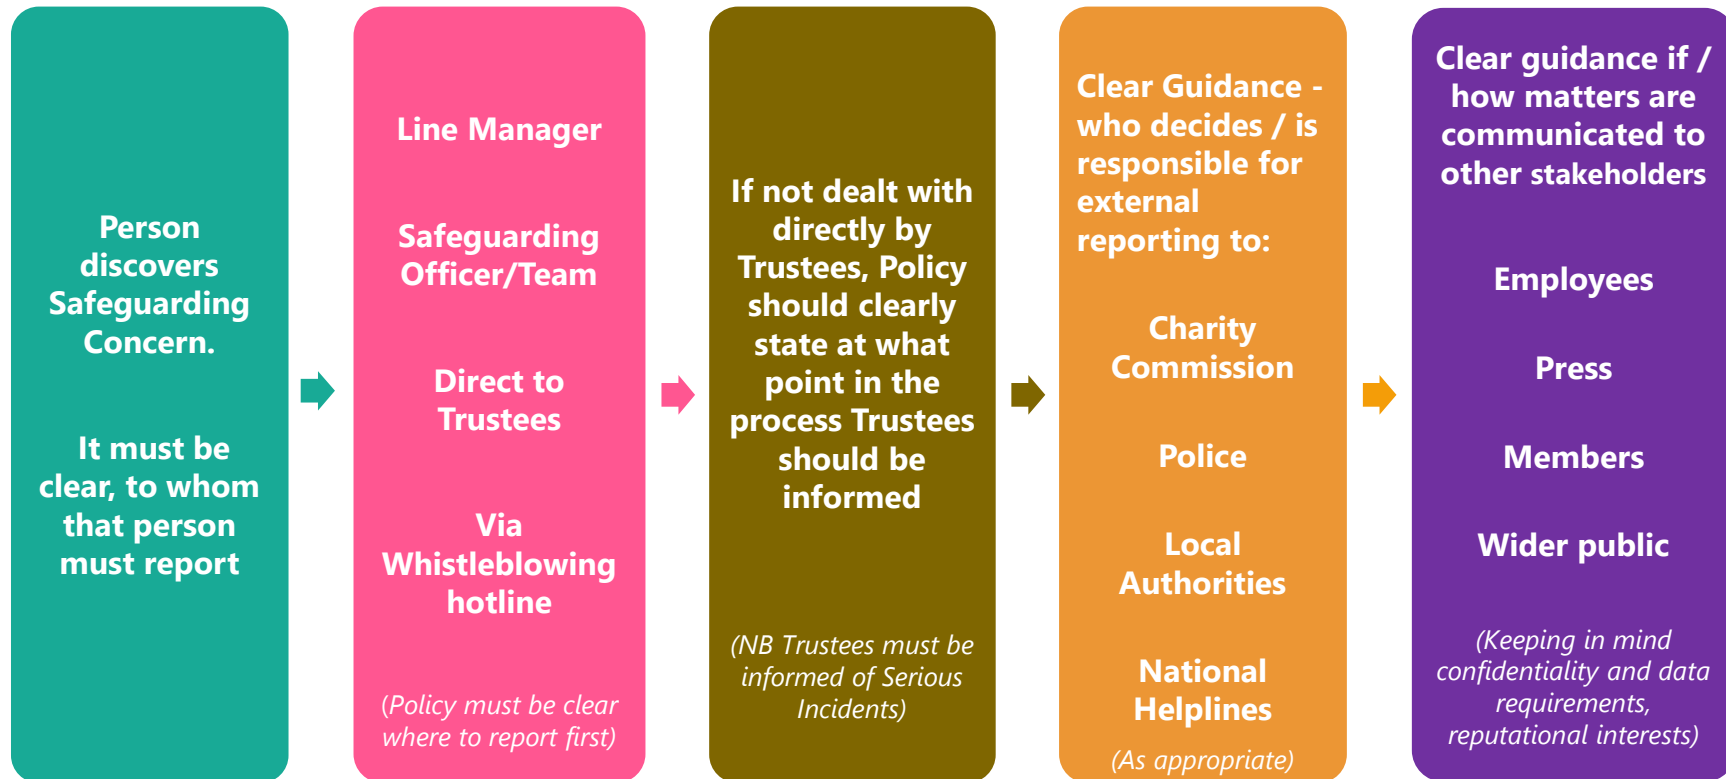 Person
discovers
Safeguarding
Concern.
It must be
clear, to whom
that person
must report
Line Manager
Safeguarding
Officer/Team
Direct to
Trustees
Via
Whistleblowing
hotline
(Policy must be clear
where to report first)
If not dealt with
directly by
Trustees, Policy
should clearly
state at what
point in the
process Trustees
should be
informed
(NB Trustees must be
informed of Serious
Incidents)
Clear Guidance -
who decides / is
responsible for
external
reporting to:
Charity
Commission
Police
Local
Authorities
National
Helplines
(As appropriate)
Clear guidance if /
how matters are
communicated to
other stakeholders
Employees
Press
Members
Wider public
(Keeping in mind
confidentiality and data
requirements,
reputational interests)